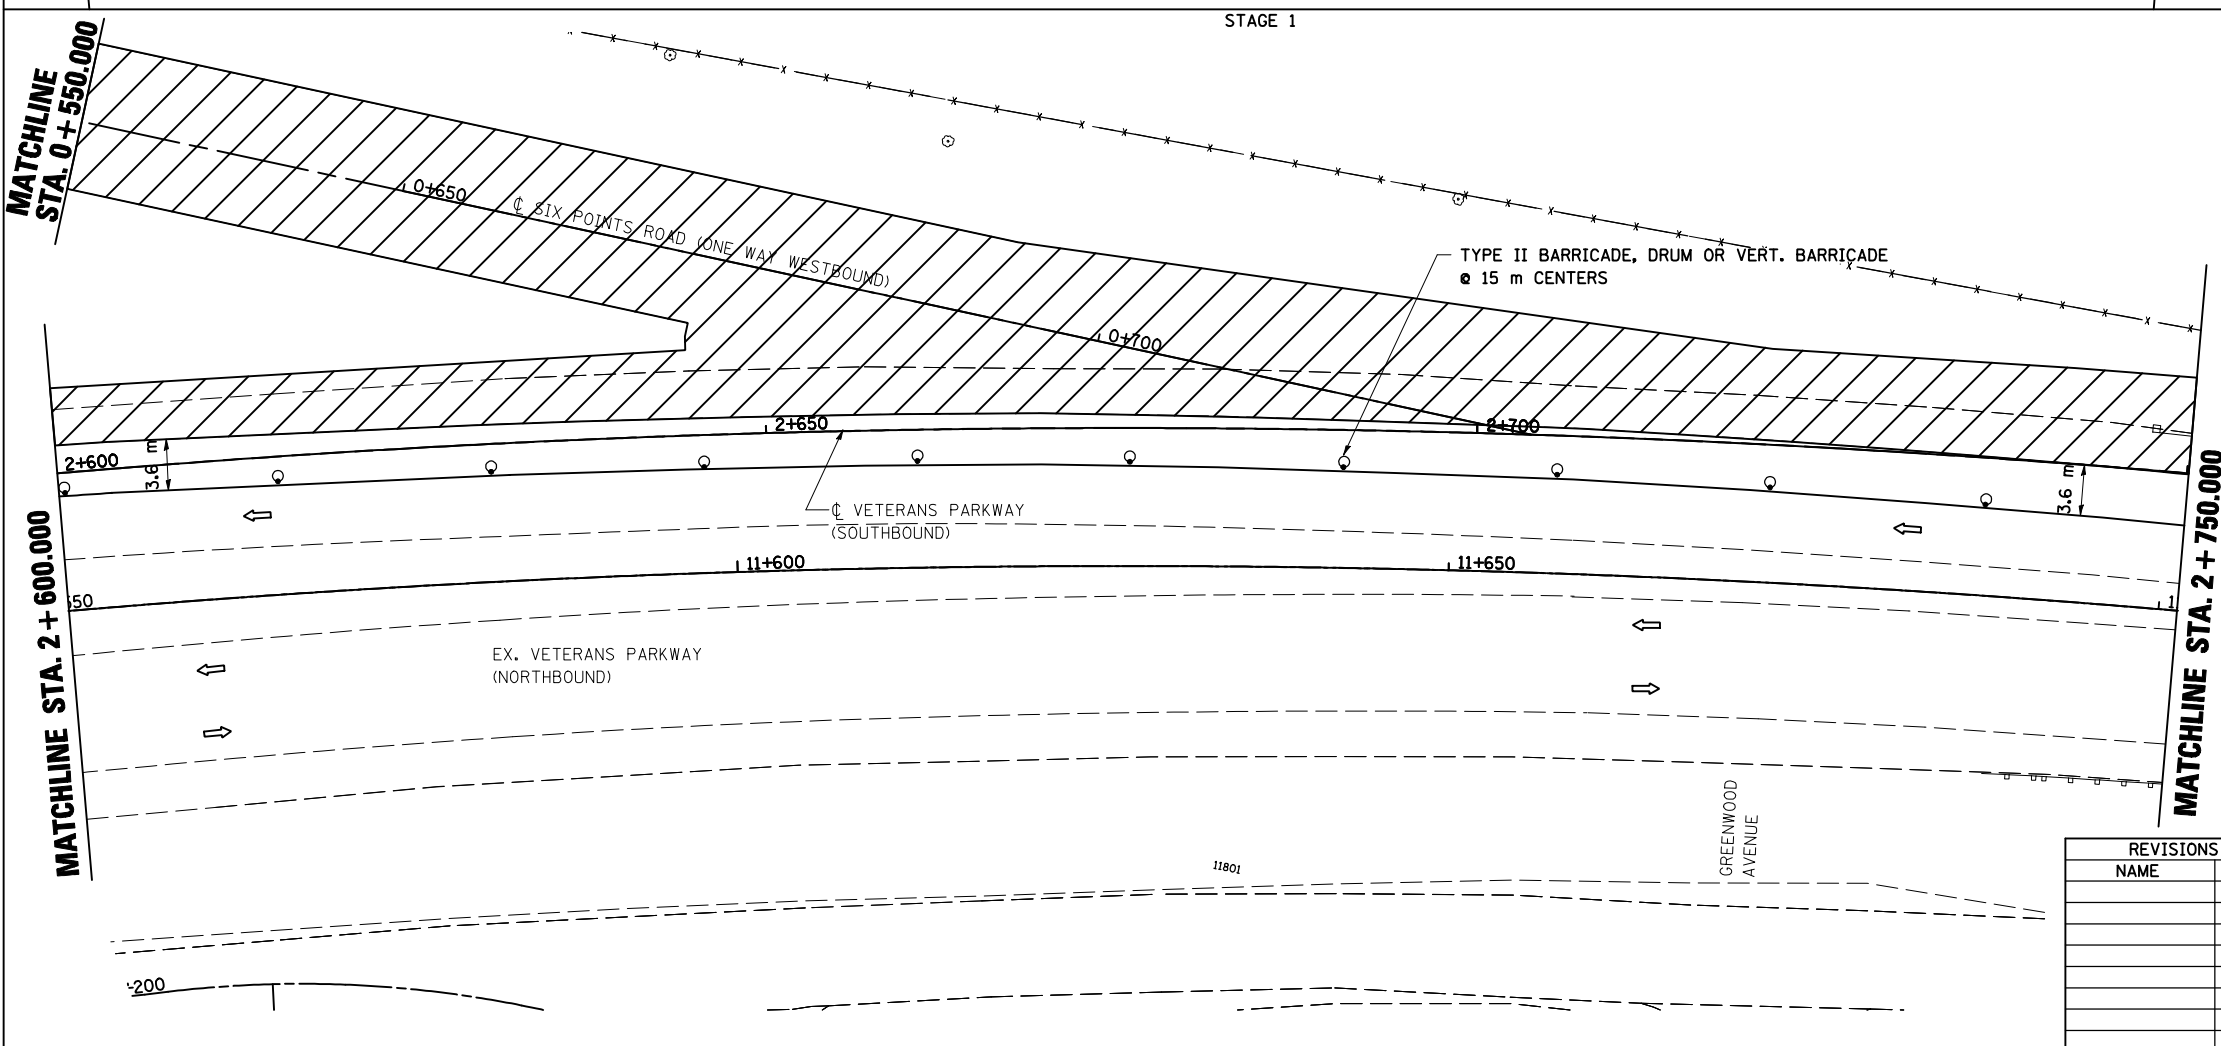 STAGE 1
MATCHLINE
STA. 0+550.000
0+650
℄ SIX POINTS ROAD (ONE WAY WESTBOUND)
TYPE II BARRICADE, DRUM OR VERT. BARRICADE
@ 15 m CENTERS
0+700
2+650
2+700
2+600
3.6 m
3.6 m
℄ VETERANS PARKWAY
(SOUTHBOUND)
11+600
11+650
550
1
EX. VETERANS PARKWAY
(NORTHBOUND)
MATCHLINE STA. 2+600.000
MATCHLINE STA. 2+750.000
GREENWOOD
AVENUE
11801
REVISIONS
NAME
+200